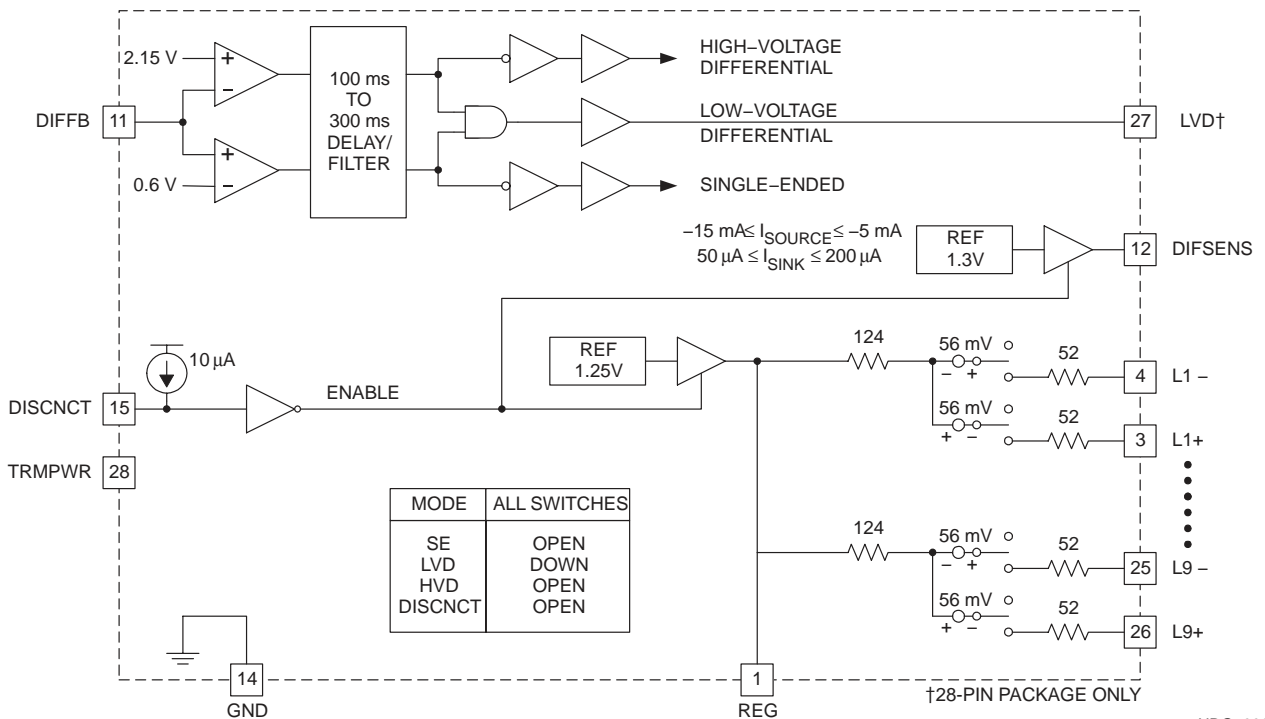 HIGH–VOLTAGE
DIFFERENTIAL
2.15 V
+
–
100 ms
TO
300 ms
DELAY/
FILTER
LOW–VOLTAGE
DIFFERENTIAL
DIFFB
11
27
LVD†
+
–
0.6 V
SINGLE–ENDED
–15 mA≤ ISOURCE≤ –5 mA
50 µA ≤ ISINK ≤ 200 µA
REF
1.3V
12
DIFSENS
10 µA
REF
1.25V
124
56 mV
– +
52
4
L1 –
DISCNCT
15
ENABLE
56 mV
+ –
52
3
L1+
TRMPWR
28
MODE
ALL SWITCHES
SE
OPEN
LVD
DOWN
HVD
OPEN
DISCNCT
OPEN
124
56 mV
– +
52
25
L9 –
56 mV
+ –
52
26
L9+
14
GND
1
REG
†28-PIN PACKAGE ONLY